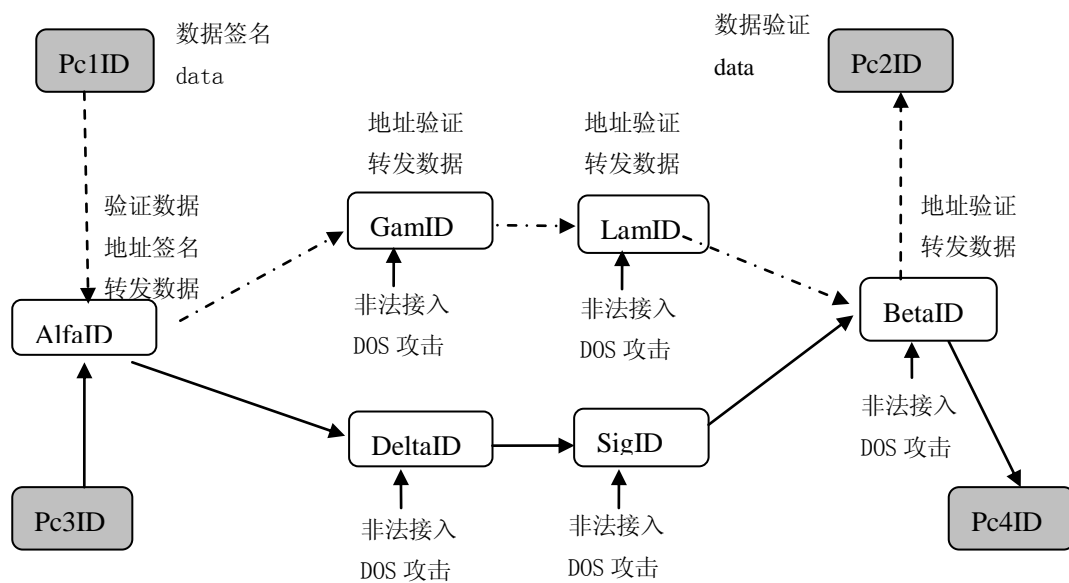 数据签名
data
Pc1ID
数据验证
data
Pc2ID
地址验证
转发数据
地址验证
转发数据
验证数据
地址签名
转发数据
GamID
LamID
地址验证
转发数据
AlfaID
非法接入
DOS 攻击
非法接入
DOS 攻击
BetaID
非法接入
DOS 攻击
DeltaID
SigID
非法接入
DOS 攻击
非法接入
DOS 攻击
Pc3ID
Pc4ID